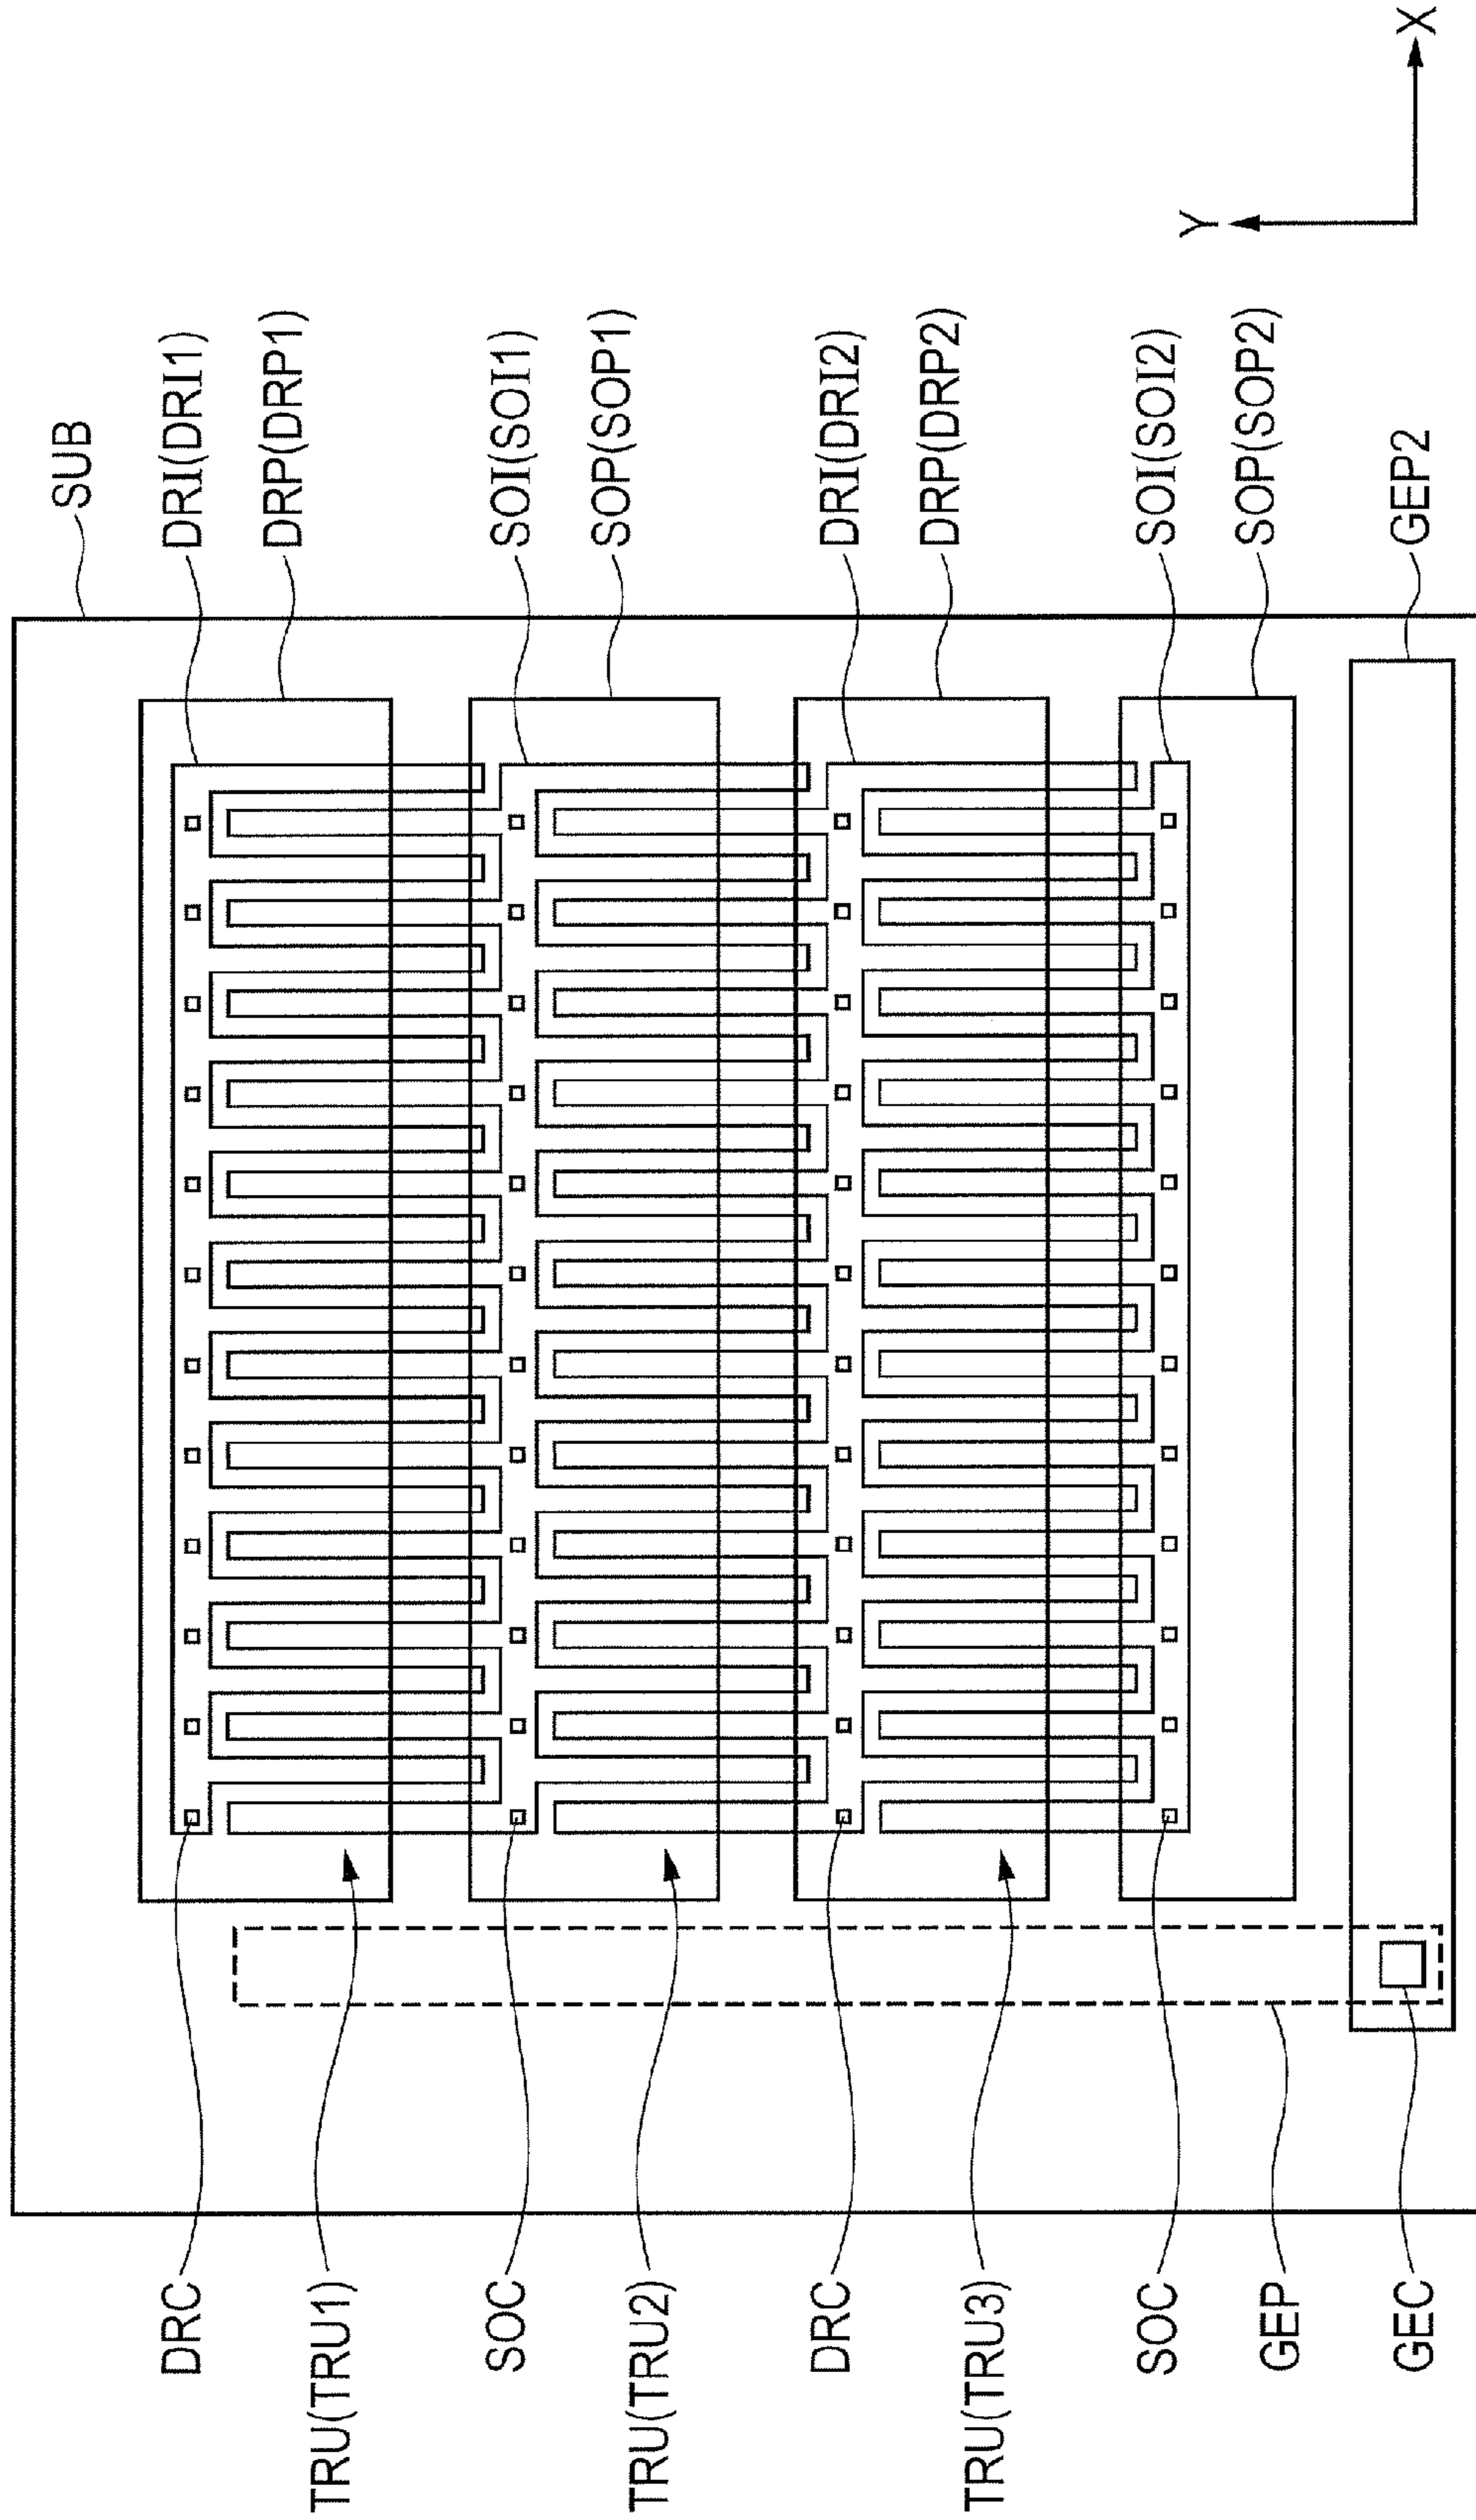 SUB
DRI(DRI1)
DRP(DRP1)
SOI(SOI1)
SOP(SOP1)
DRI(DRI2)
DRP(DRP2)
SOI(SOI2)
SOP(SOP2)
GEP2
Y
X
DRC
TRU(TRU1)
SOC
TRU(TRU2)
DRC
TRU(TRU3)
SOC
GEP
GEC